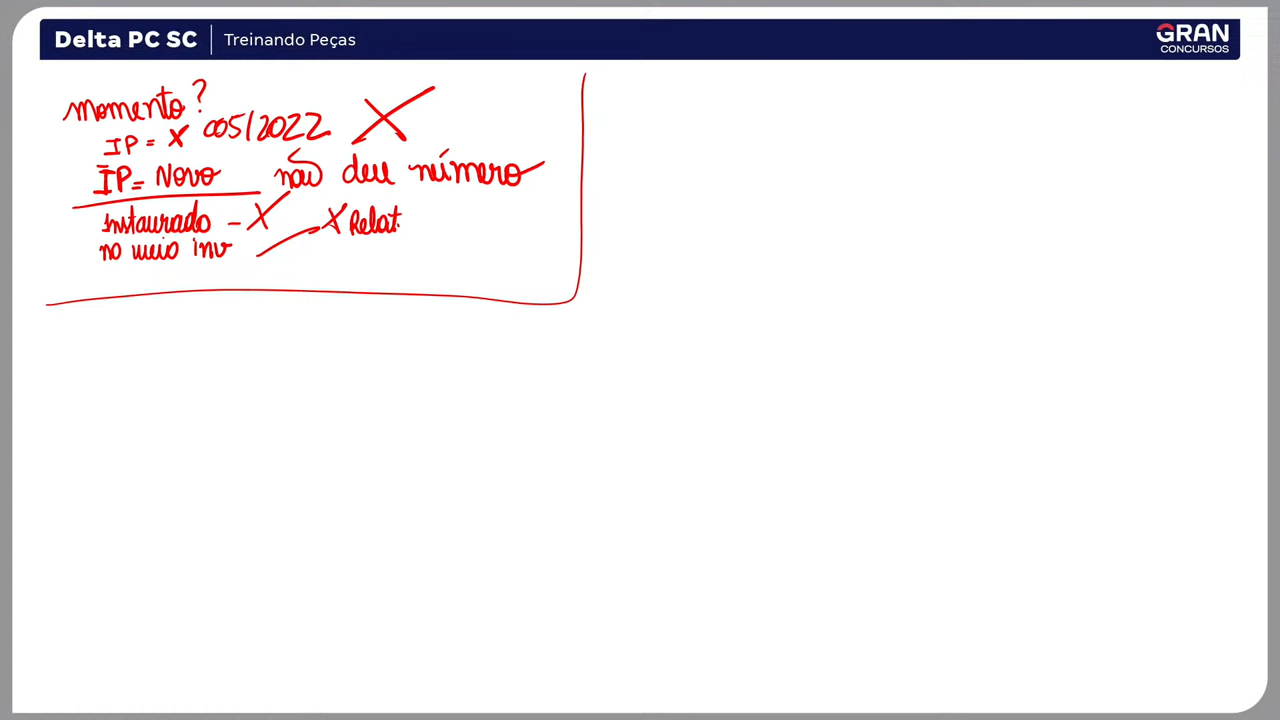 Delta PC SC
Treinando Peças
GRAN
CONCURSOS
momento?
IP = X 005/2022 X
IP = Novo não deu número
Instaurado - X
X Relat.
no meio inv